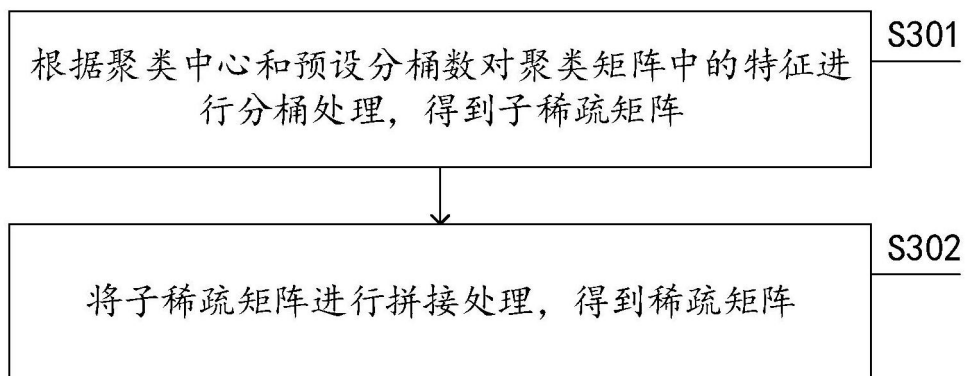 S301
根据聚类中心和预设分桶数对聚类矩阵中的特征进
行分桶处理，得到子稀疏矩阵
S302
将子稀疏矩阵进行拼接处理，得到稀疏矩阵